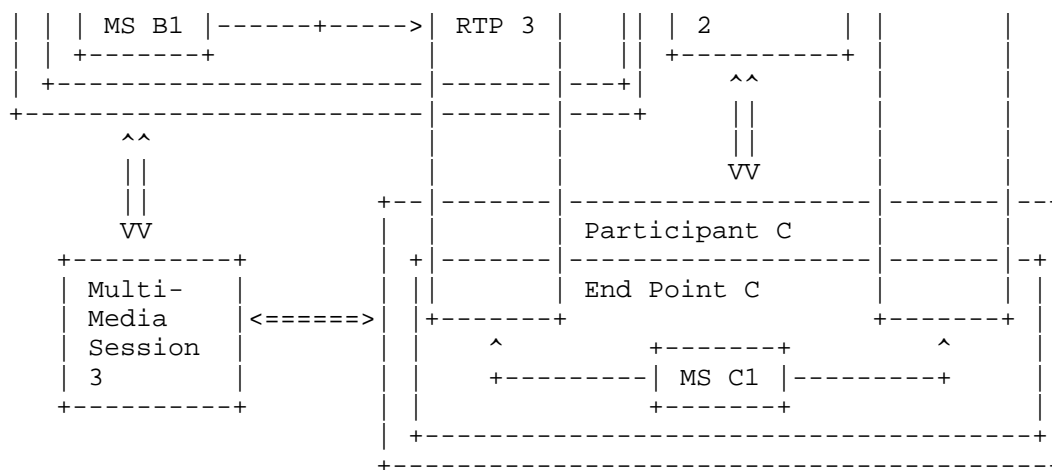 MS B1 RTP 3 2
Participant C
Multi- End Point C
Media
Session
3 MS C1